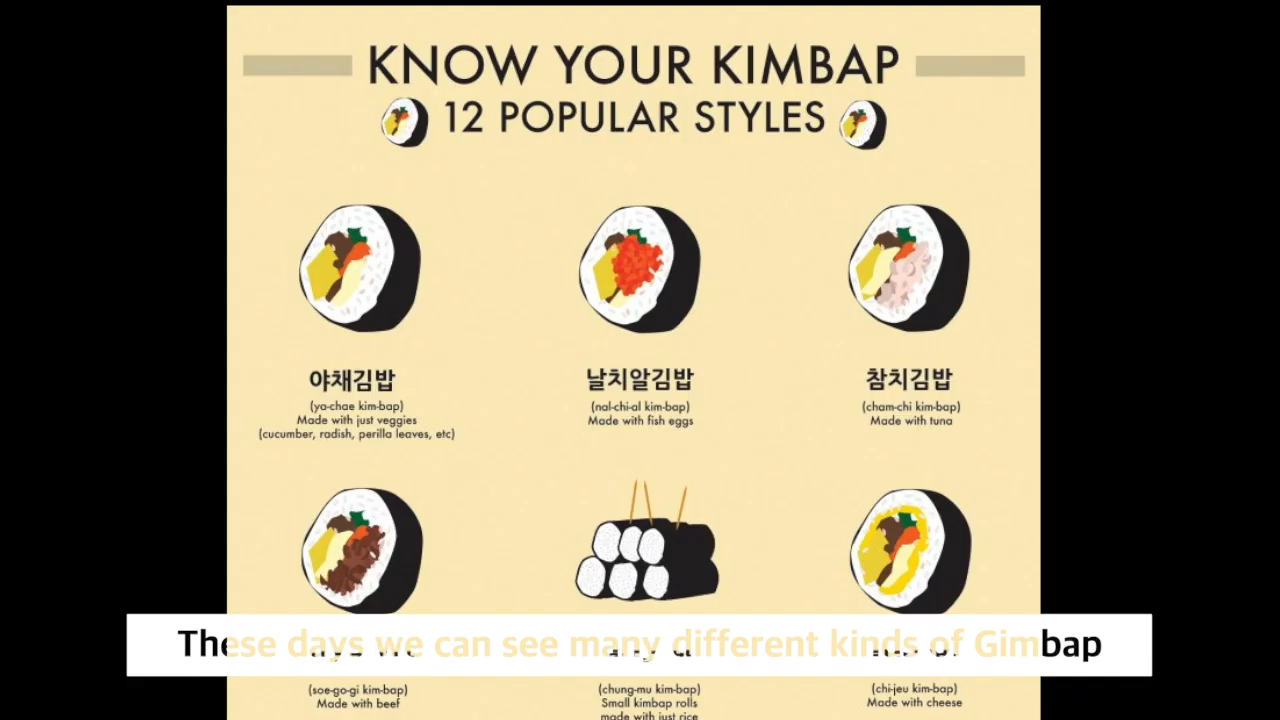 KNOW YOUR KIMBAP
12 POPULAR STYLES
야채김밥
(ya-chae kim-bap)
Made with just veggies
(cucumber, radish, perilla leaves, etc)
날치알김밥
(nal-chi-al kim-bap)
Made with fish eggs
참치김밥
(cham-chi kim-bap)
Made with tuna
These days we can see many different kinds of Gimbap
(soe-go-gi kim-bap)
Made with beef
(chung-mu kim-bap)
Small kimbap rolls
made with just rice
(chi-jeu kim-bap)
Made with cheese